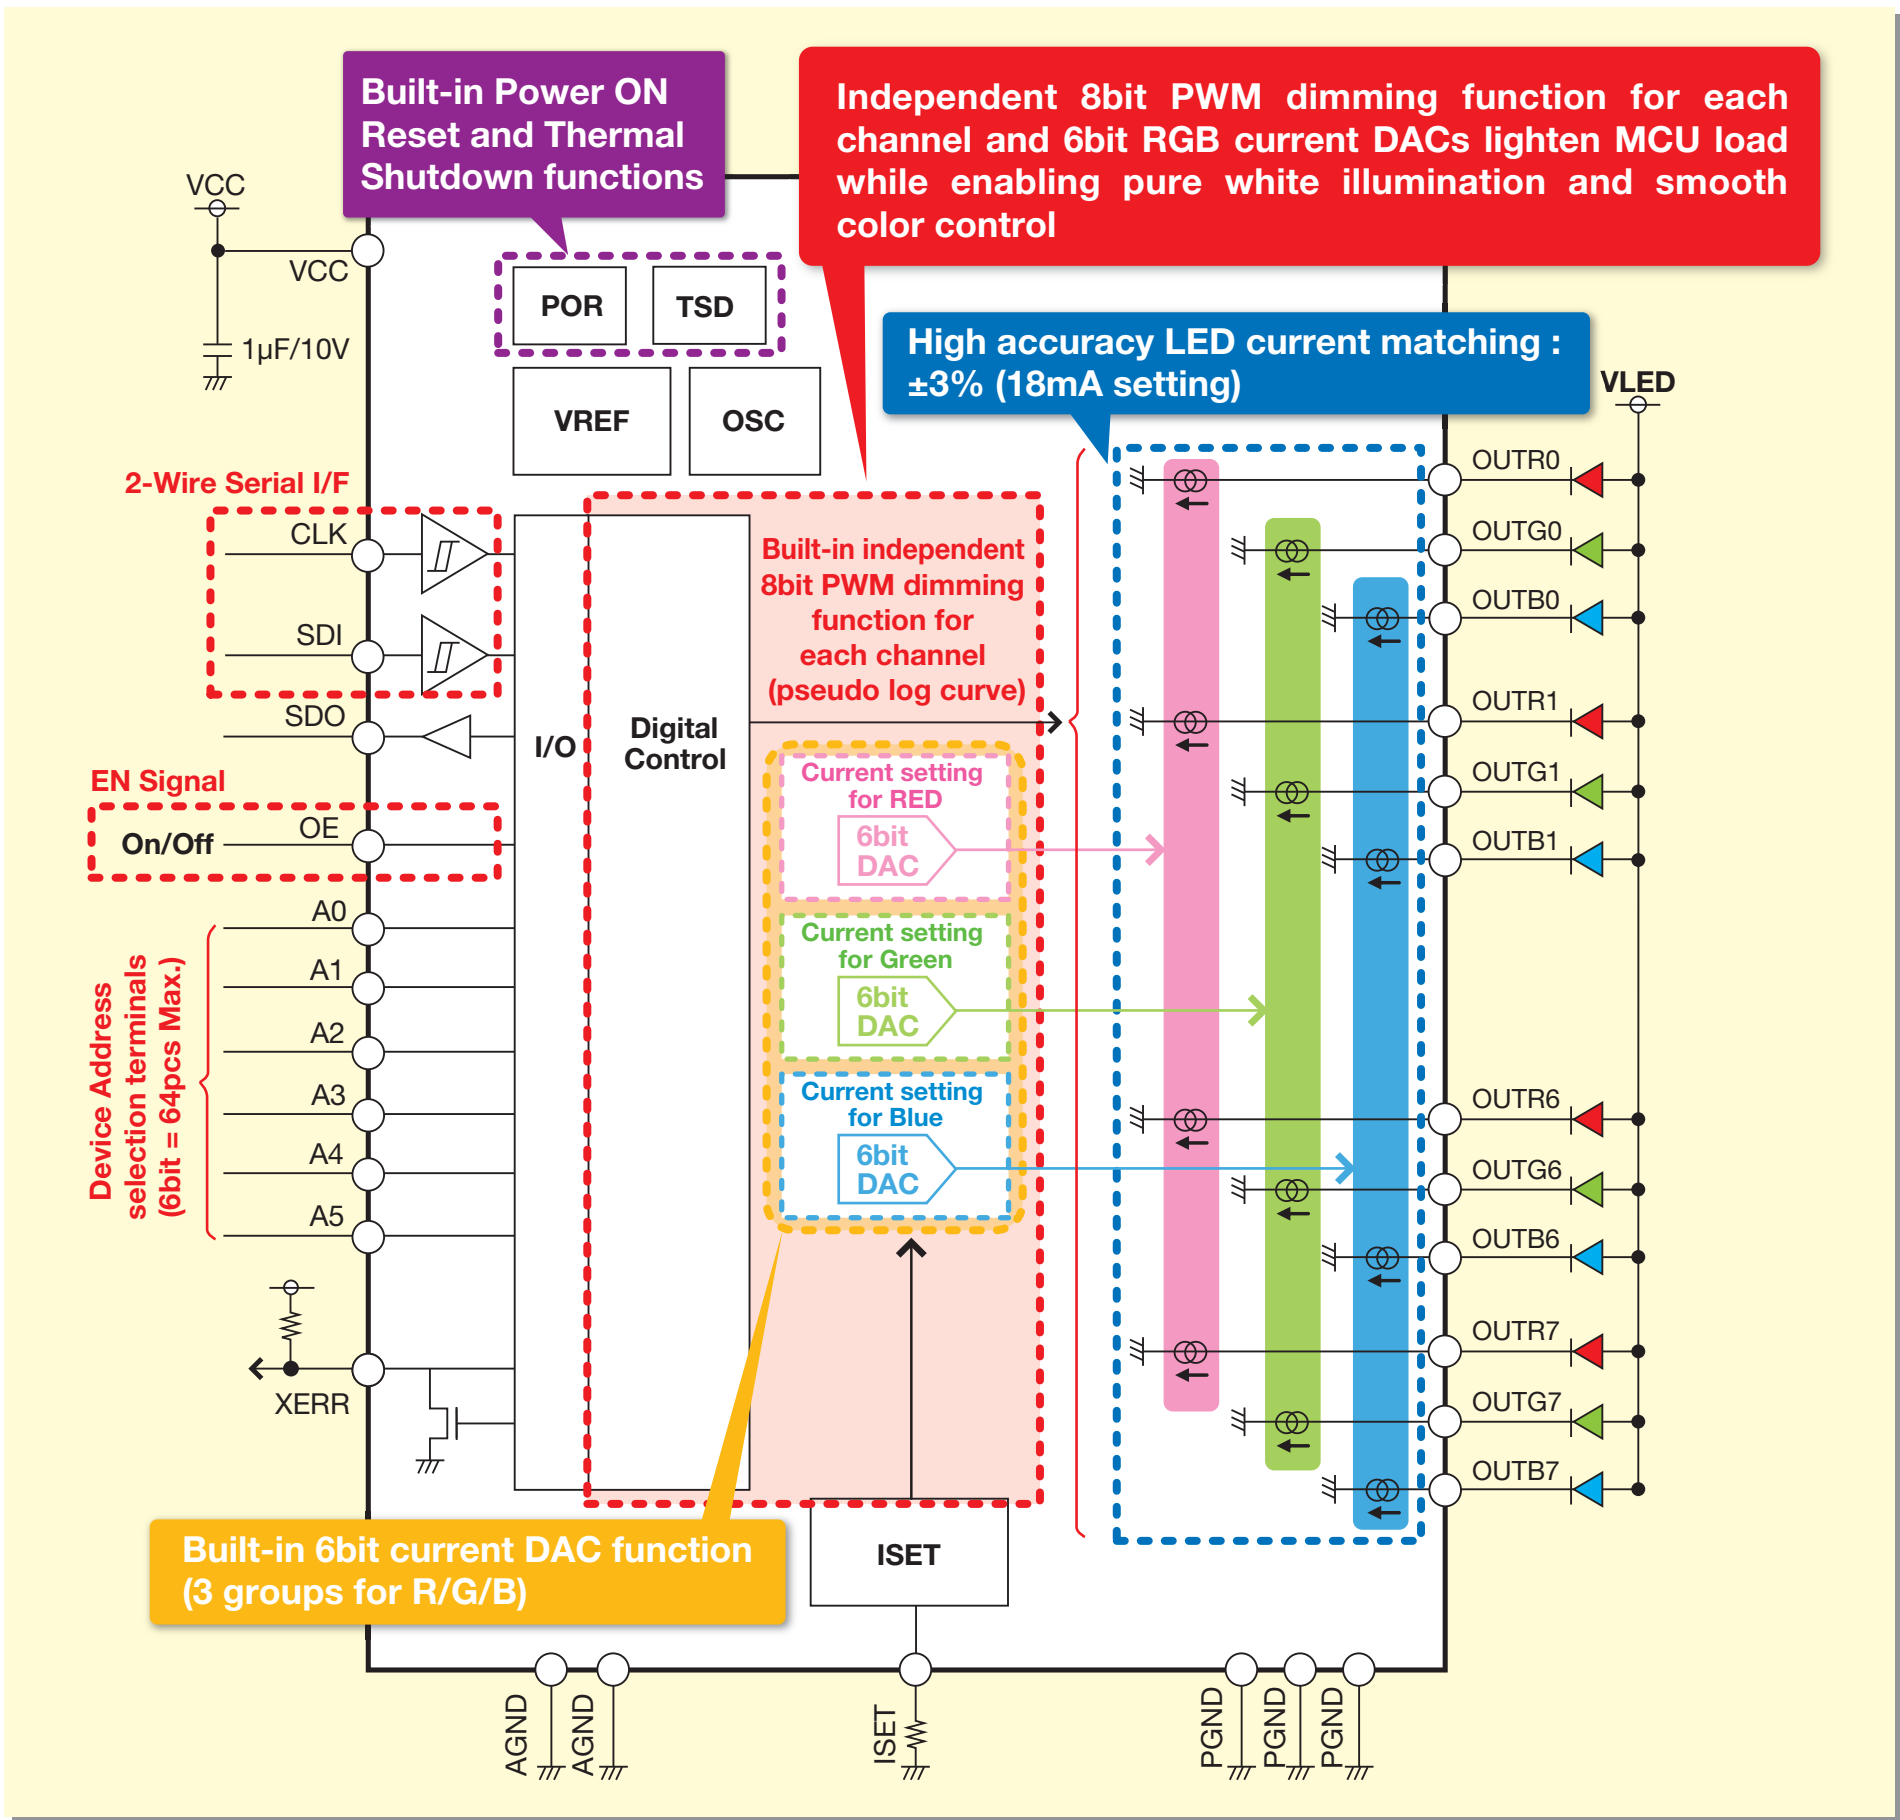 Built-in Power ON
Reset and Thermal
Shutdown functions
Independent 8bit PWM dimming function for each
channel and 6bit RGB current DACs lighten MCU load
while enabling pure white illumination and smooth
color control
VCC
VCC
1µF/10V
POR
TSD
VREF
OSC
High accuracy LED current matching :
±3% (18mA setting)
VLED
2-Wire Serial I/F
CLK
SDI
SDO
EN Signal
On/Off
OE
A0
A1
A2
A3
A4
A5
Device Address
selection terminals
(6bit = 64pcs Max.)
XERR
I/O
Digital
Control
Built-in independent
8bit PWM dimming
function for
each channel
(pseudo log curve)
Current setting
for RED
6bit
DAC
Current setting
for Green
6bit
DAC
Current setting
for Blue
6bit
DAC
OUTR0
OUTG0
OUTB0
OUTR1
OUTG1
OUTB1
OUTR6
OUTG6
OUTB6
OUTR7
OUTG7
OUTB7
Built-in 6bit current DAC function
(3 groups for R/G/B)
ISET
AGND
AGND
ISET
PGND
PGND
PGND